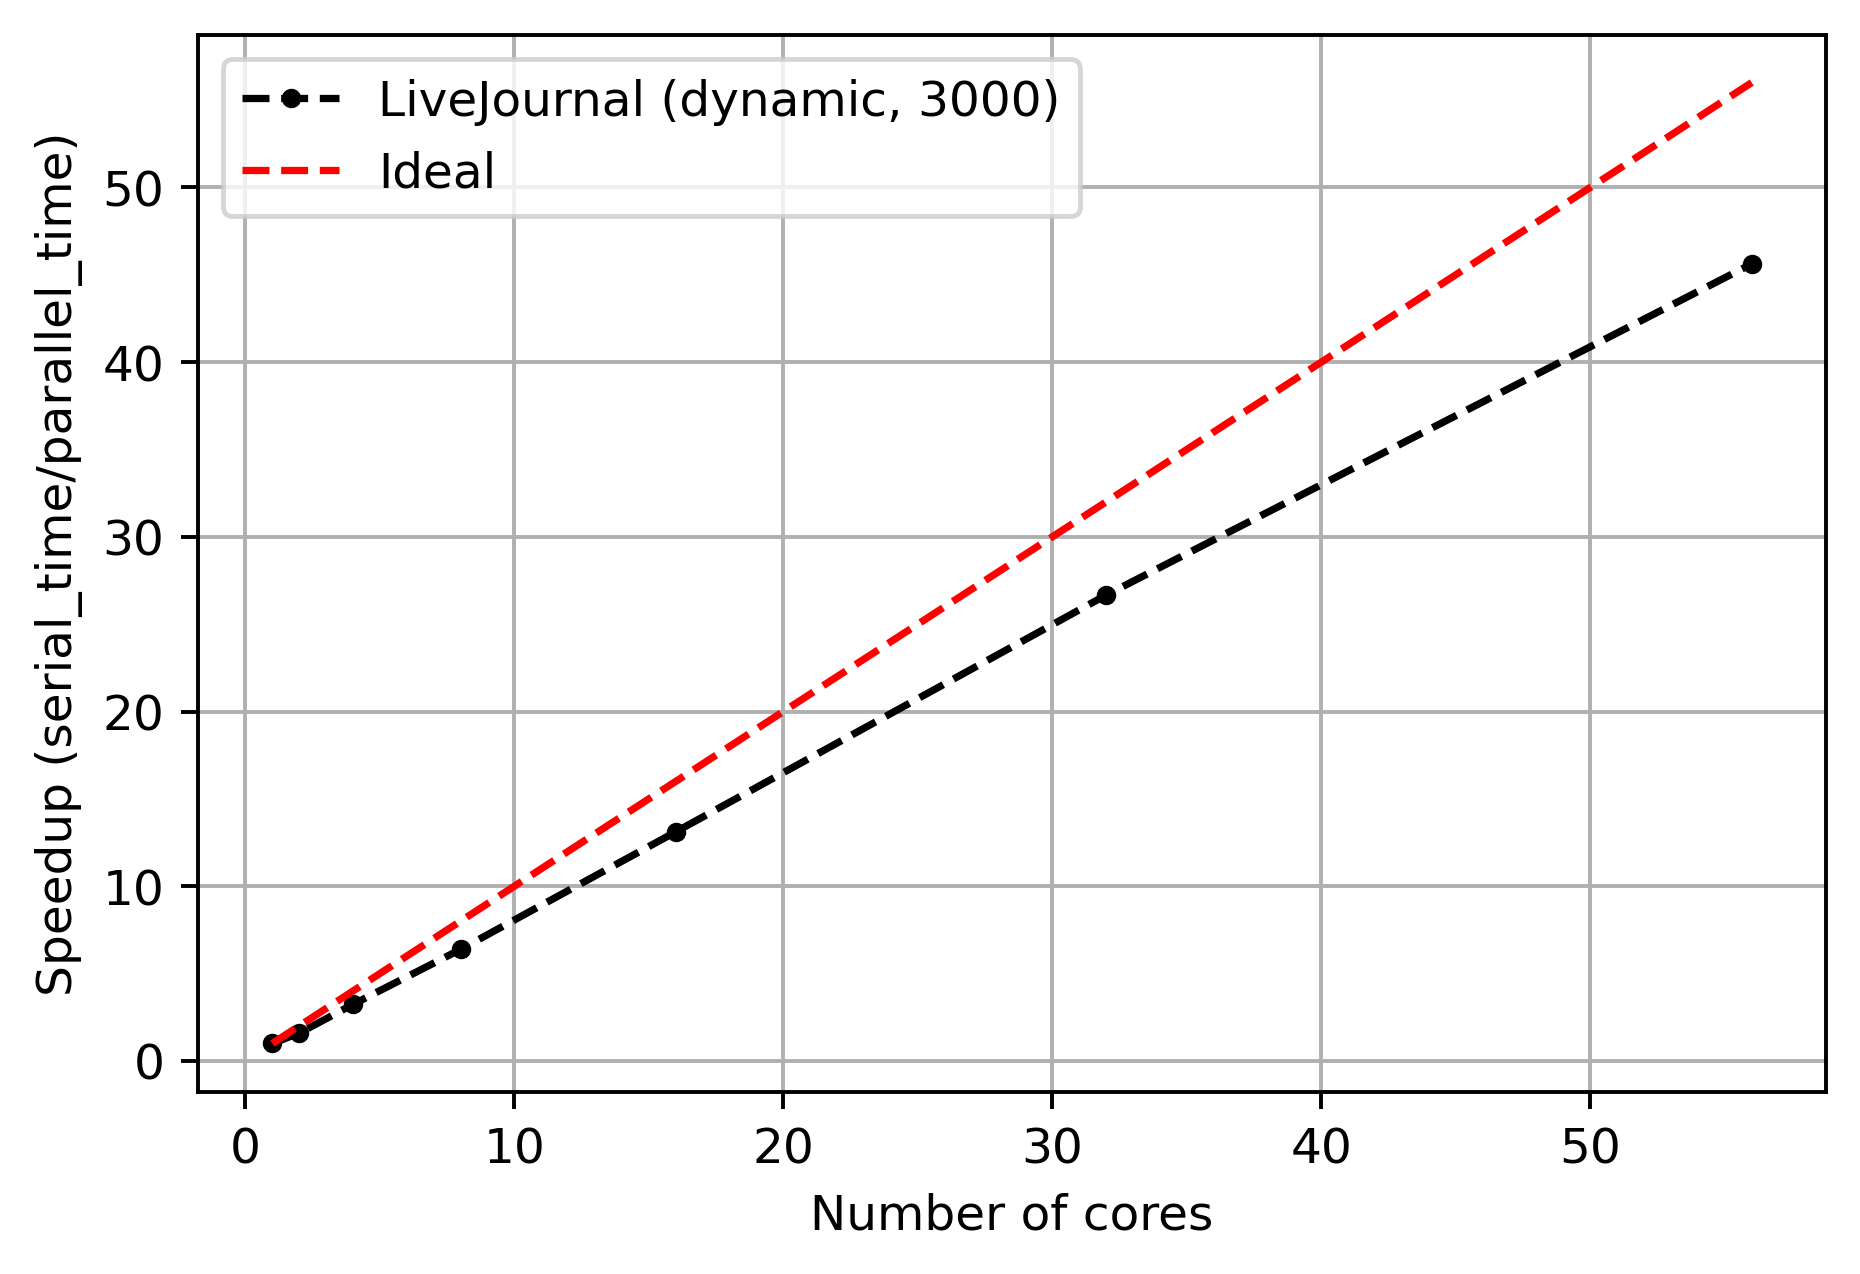 LiveJournal (dynamic, 3000)
Ideal
Speedup (serial_time/parallel_time)
50
40
30
20
10
0
0 10 20 30 40 50
Number of cores